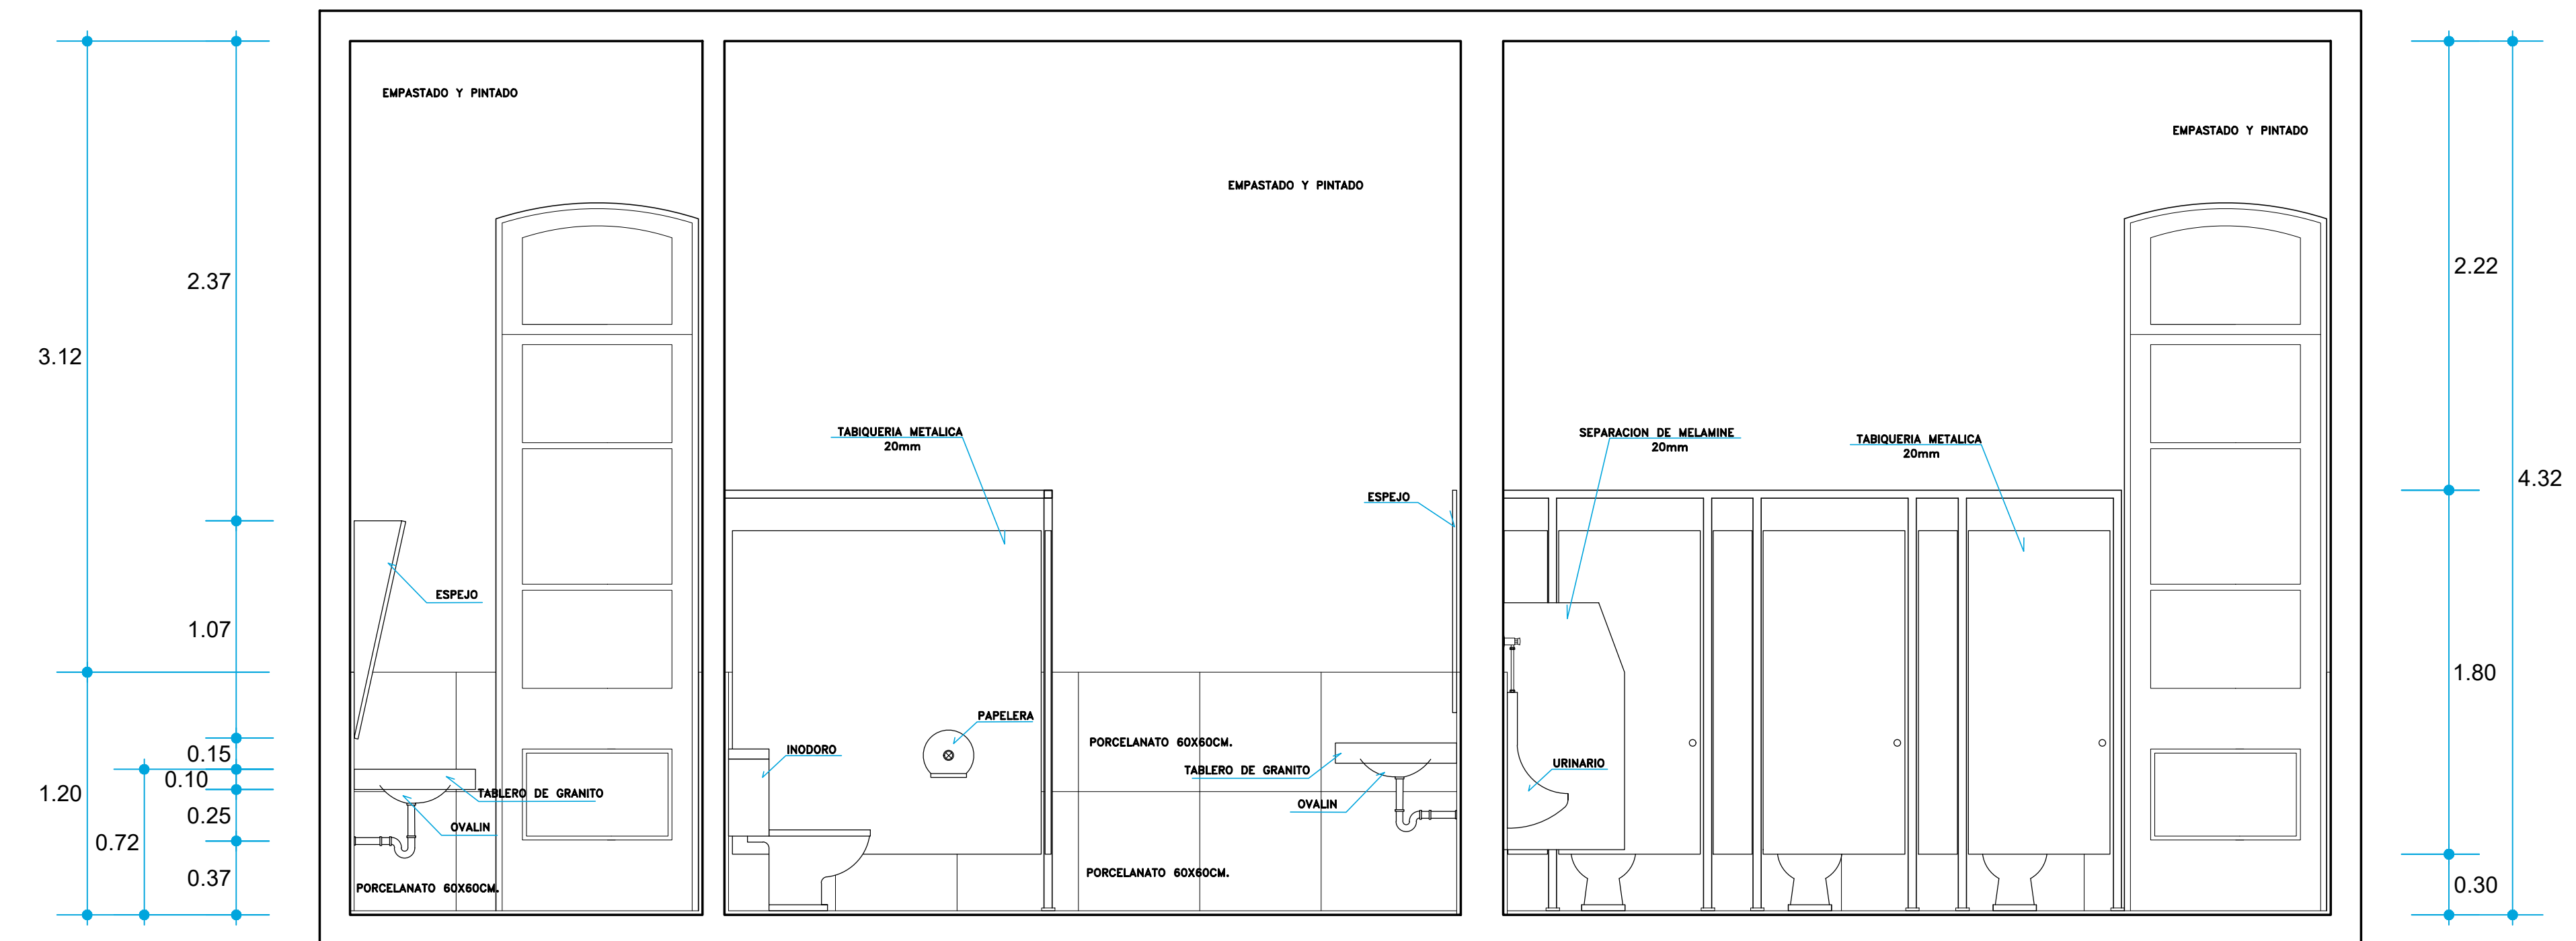 EMPASTADO Y PINTADO
EMPASTADO Y PINTADO
EMPASTADO Y PINTADO
2.37
2.22
3.12
TABIQUERIA METALICA
20mm
SEPARACION DE MELAMINE
20mm
TABIQUERIA METALICA
20mm
4.32
ESPEJO
ESPEJO
1.07
1.80
PAPELERA
PORCELANATO 60X60CM.
INODORO
0.15
0.10
TABLERO DE GRANITO
URINARIO
1.20
TABLERO DE GRANITO
OVALIN
0.25
OVALIN
0.72
0.37
PORCELANATO 60X60CM.
PORCELANATO 60X60CM.
0.30